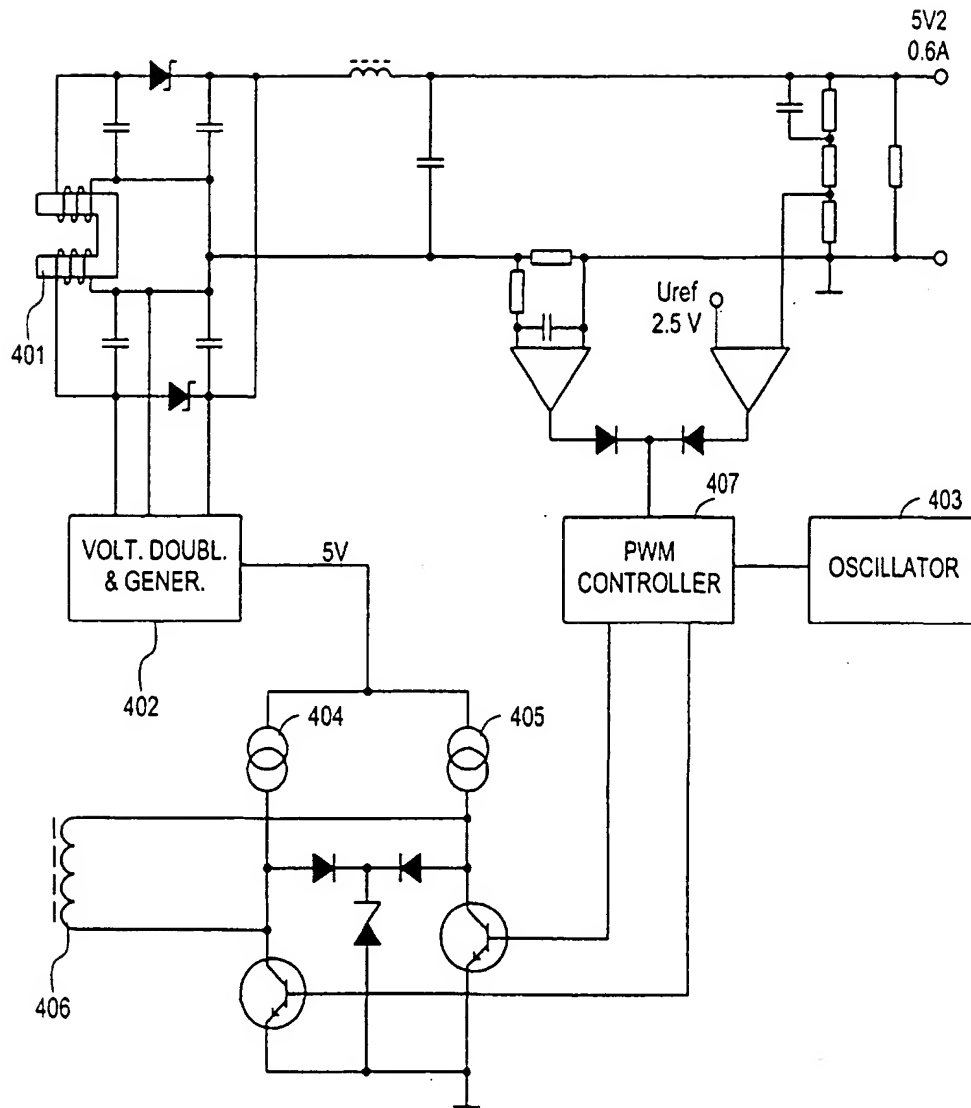 5V2
0.6A
401
Uref
2.5 V
407
403
VOLT. DOUBL.
& GENER.
5V
PWM
CONTROLLER
OSCILLATOR
402
404
405
406